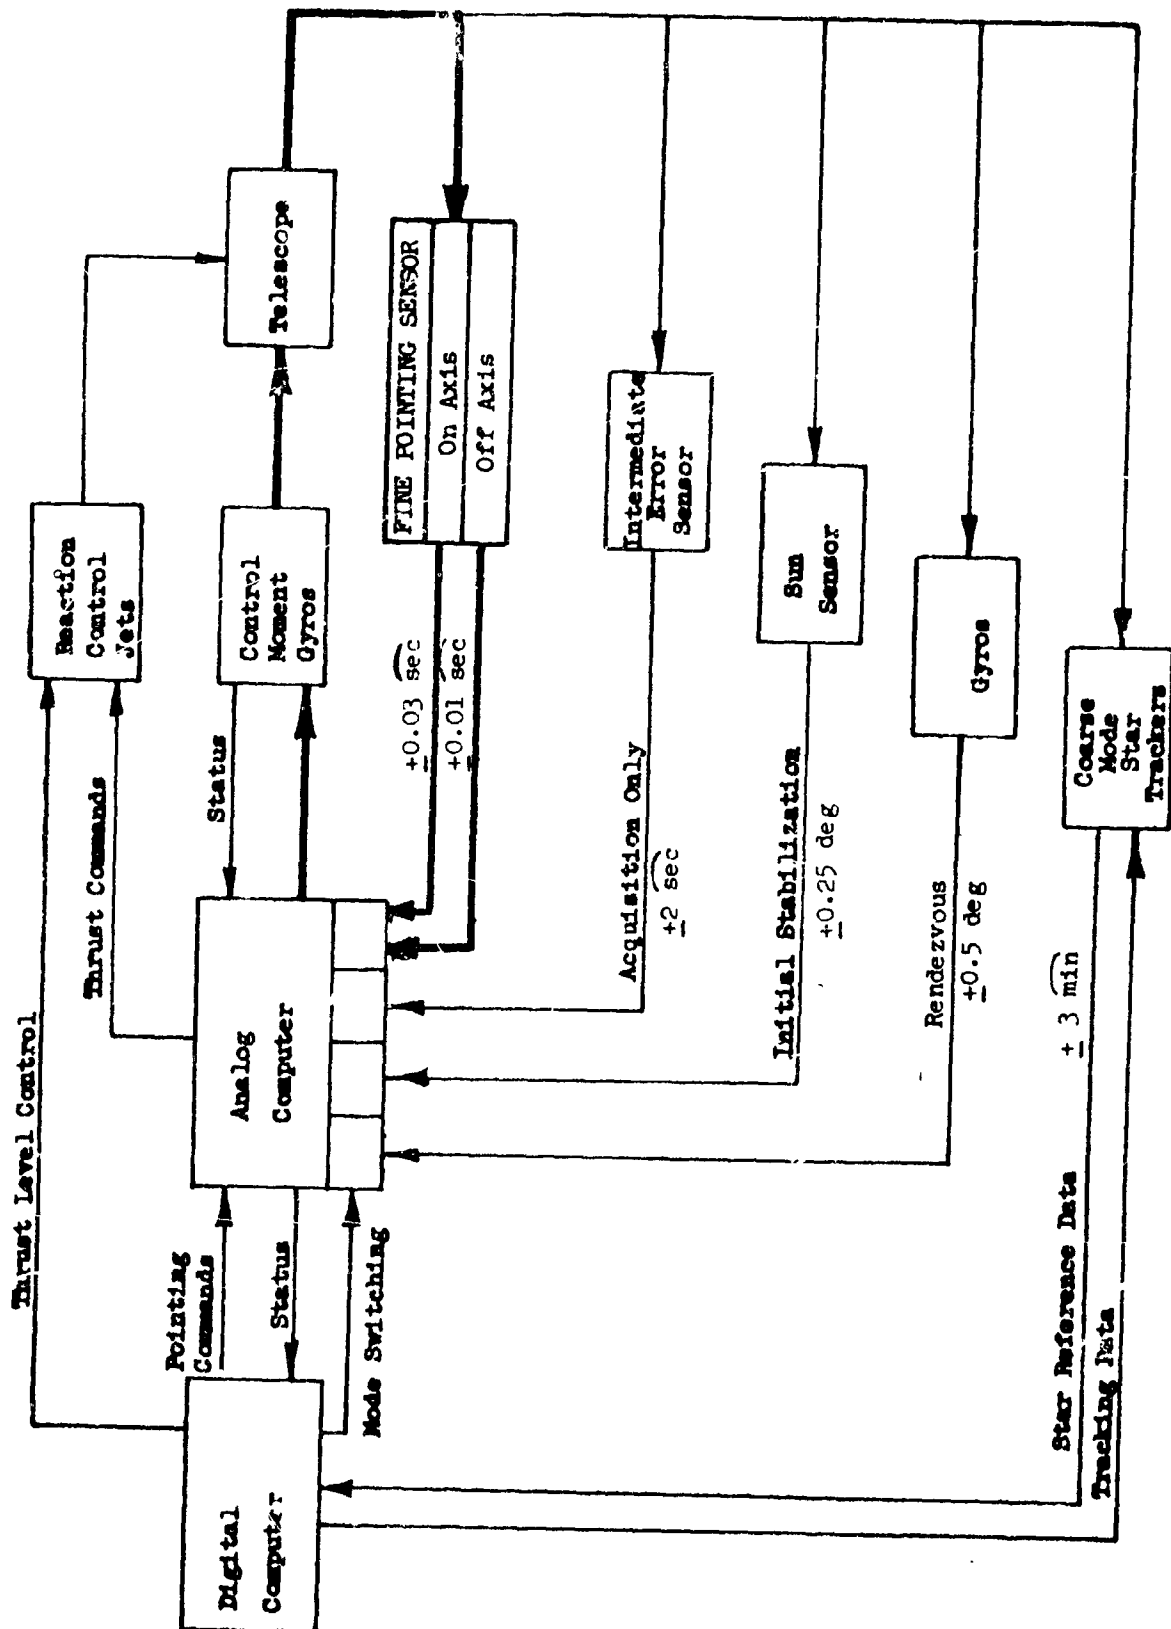 Thrust Level Control
Thrust Commands
Reaction
Control
Jets
Pointing
Commands
Status
Mode Switching
Digital
Computer
Analog
Computer
Status
Control
Moment
Gyros
Telescope
±0.03 sec
±0.01 sec
FINE POINTING SENSOR
On Axis
Off Axis
Acquisition Only
±2 sec
Intermediate
Error
Sensor
Initial Stabilization
±0.25 deg
Sun
Sensor
Rendezvous
±0.5 deg
Gyros
Star Reference Data
± 3 min
Tracking Data
Coarse
Mode
Star
Trackers